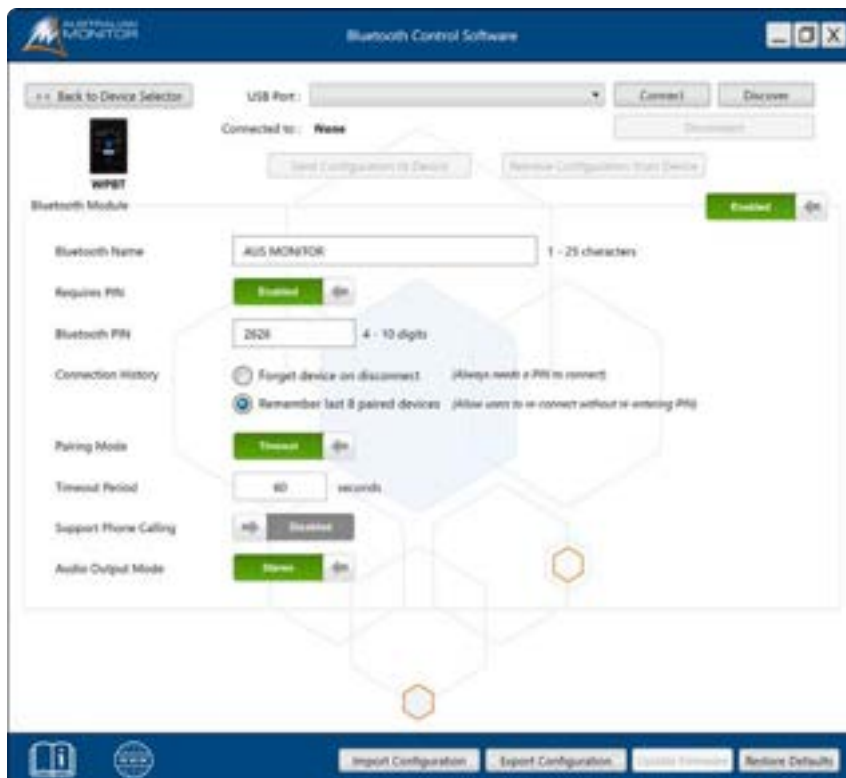 AUSTRALIAN MONITOR
Bluetooth Control Software
<< Back to Device Selector
USB Port :
Connect
Discover
Connected to : None
Disconnect
Send Configuration to Device
Retrieve Configuration from Device
WPBT
Bluetooth Module
Enabled
Bluetooth Name
AUS MONITOR
1 - 25 characters
Requires PIN
Enabled
Bluetooth PIN
4 - 10 digits
Connection History
Forget device on disconnect
(Always needs a PIN to connect)
Remember last 8 paired devices
(Allow users to re-connect without re-entering PIN)
Pairing Mode
Timeout
Timeout Period
60
seconds
Support Phone Calling
Disabled
Audio Output Mode
Stereo
Import Configuration
Export Configuration
Update Firmware
Restore Defaults